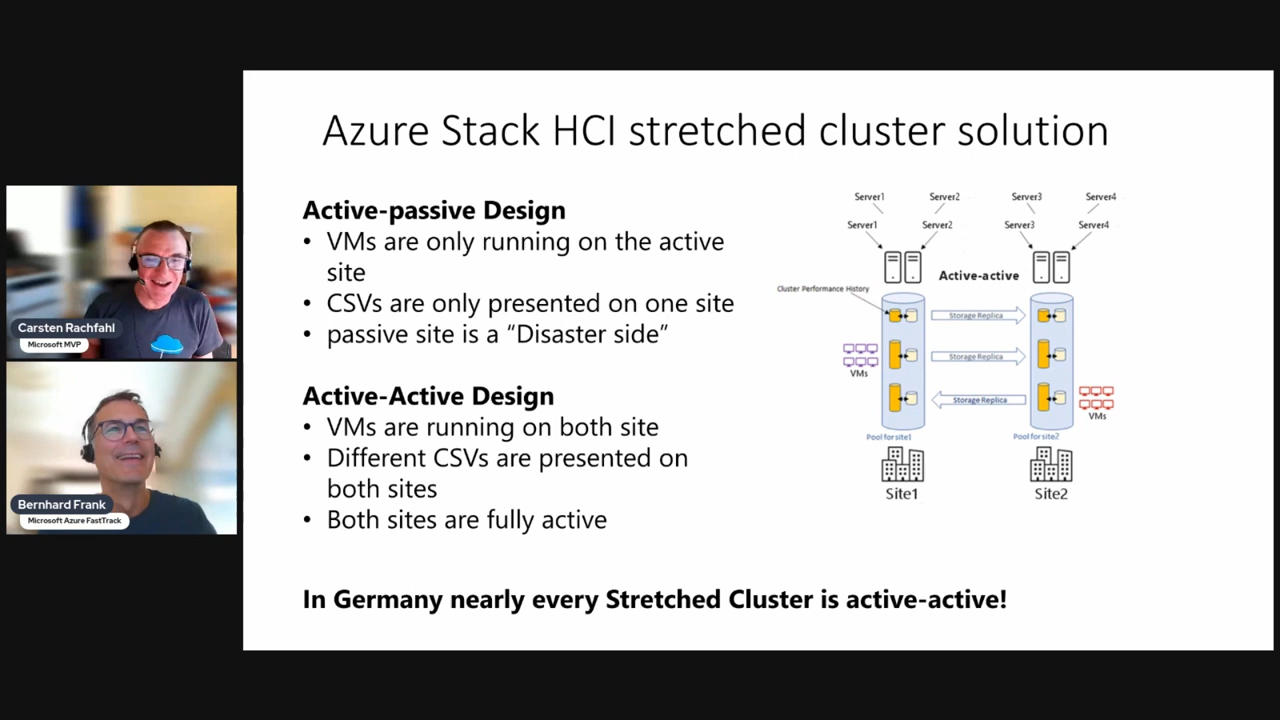 Azure Stack HCI stretched cluster solution
Active-passive Design
• VMs are only running on the active
site
• CSVs are only presented on one site
• passive site is a “Disaster side”
Active-Active Design
• VMs are running on both site
• Different CSVs are presented on
both sites
• Both sites are fully active
In Germany nearly every Stretched Cluster is active-active!
Server1 Server2 Server3 Server4
Server1 Server2 Server3 Server4
Active-active
Cluster Performance History
Storage Replica
Storage Replica
VMs
Storage Replica
VMs
Pool for site1 Pool for site2
Site1 Site2
Carsten Rachfahl
Microsoft MVP
Bernhard Frank
Microsoft Azure FastTrack